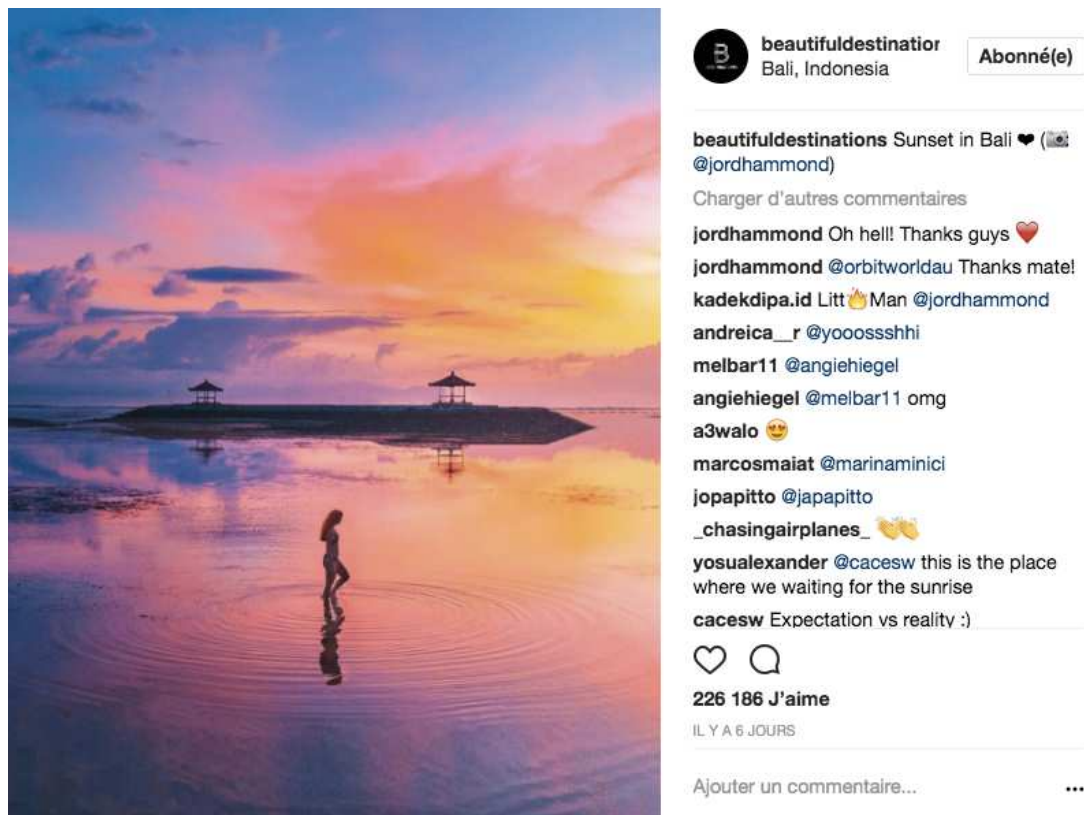 B
beautifuldestination
Bali, Indonesia
Abonné(e)
beautifuldestinations Sunset in Bali ❤ (📷
@jordhammond)
Charger d'autres commentaires
jordhammond Oh hell! Thanks guys ❤️
jordhammond @orbitworldau Thanks mate!
kadekdipa.id Litt🔥Man @jordhammond
andreica__r @yooossshhi
melbar11 @angiehiegel
angiehiegel @melbar11 omg
a3walo 😍
marcosmaiat @marinaminici
jopapitto @japapitto
_chasingairplanes_ 👏👏
yosualexander @cacesw this is the place
where we waiting for the sunrise
cacesw Expectation vs reality :)
226 186 J'aime
IL Y A 6 JOURS
Ajouter un commentaire...